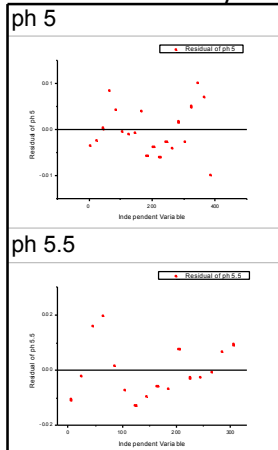 ph 5
Residual of ph 5
0.01
0.00
-0.01
Residual of ph 5
0
200
400
Independent Variable
ph 5.5
Residual of ph 5.5
0.02
0.00
-0.02
Residual of ph 5.5
0
100
200
300
Independent Variable